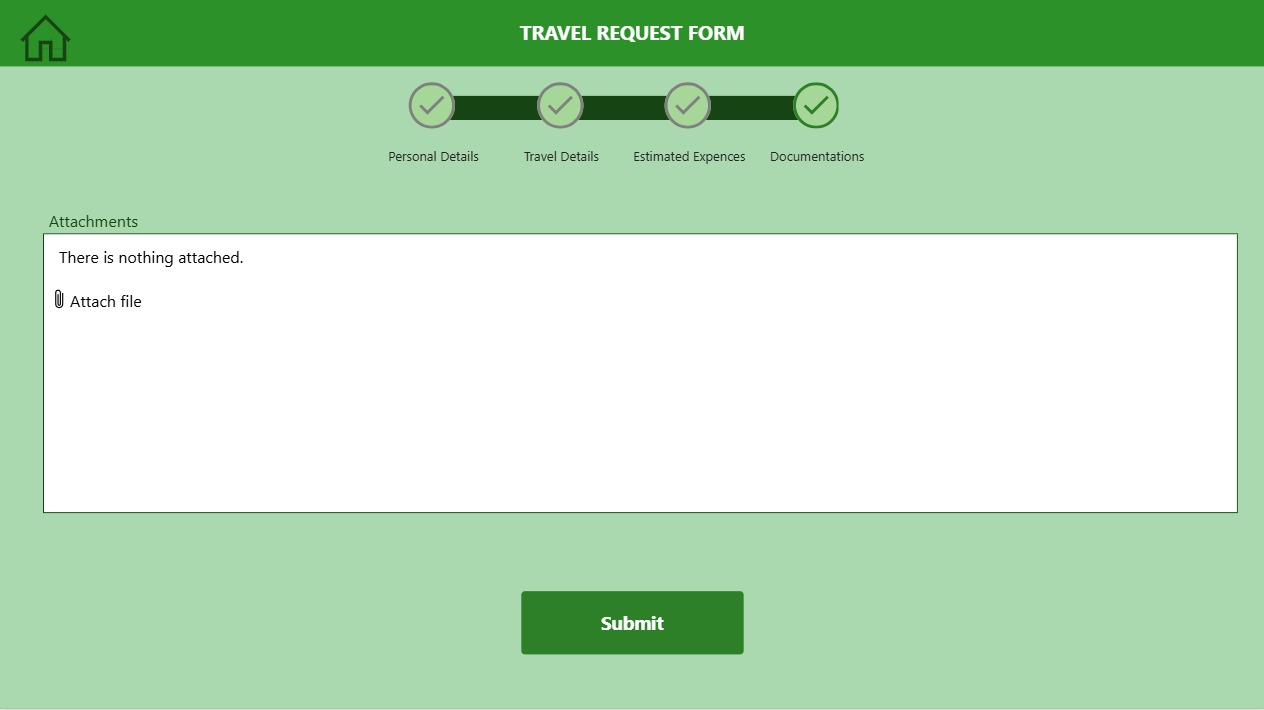 TRAVEL REQUEST FORM
Personal Details Travel Details Estimated Expences Documentations
Attachments
There is nothing attached.
Attach file
Submit